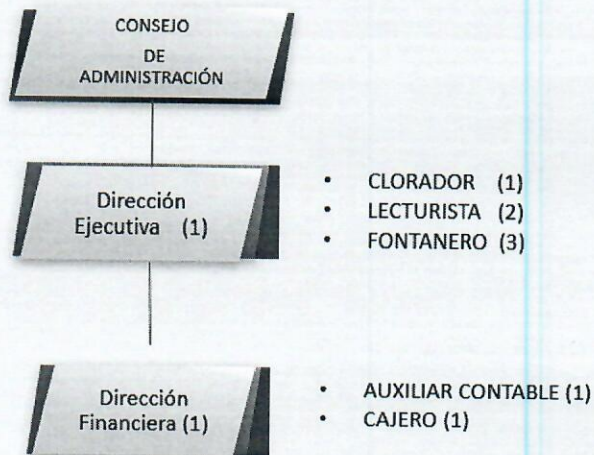 CONSEJO
DE
ADMINISTRACIÓN
Dirección
Ejecutiva (1)
• CLORADOR (1)
• LECTURISTA (2)
• FONTANERO (3)
Dirección
Financiera (1)
• AUXILIAR CONTABLE (1)
• CAJERO (1)